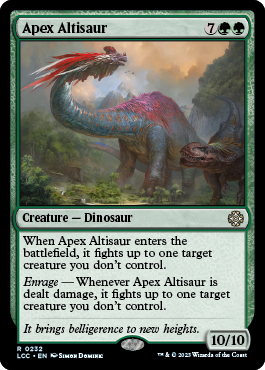 Apex Altisaur 7
Creature — Dinosaur
When Apex Altisaur enters the
battlefield, it fights up to one target
creature you don't control.
Enrage — Whenever Apex Altisaur is
dealt damage, it fights up to one target
creature you don't control.
It brings belligerence to new heights.
10/10
R 0232
LCC • EN Simon Dominic
™ & © 2023 Wizards of the Coast